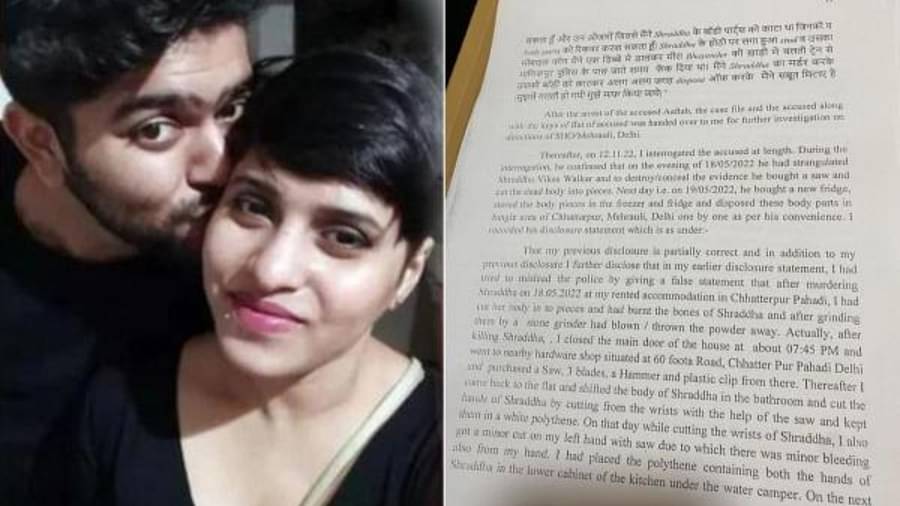 सकता हूँ और उन औजारों जिससे मैंने Shraddha के बॉडी पार्ट्स को काटा था जिनको मैं
को रिकवर करवा सकता हूँ। Shraddha के होंठो पर लगा हुआ stud व उसका
मोबाइल फोन मैंने एक डिब्बे में डालकर मीरा Bhayender की खाड़ी में चलती ट्रेन से
पुलिस के पास जाते समय फेंक दिया था। मैंने Shraddha का मर्डर करके
उसकी बॉडी को काटकर अलग अलग जगह dispose ऑफ करके मैंने सबूत मिटाए है
मुझसे गलती हो गयी मुझे माफ किया जाये।"
After the arrest of the accused Aaftab, the case file and the accused along
with the keys of flat of accused was handed over to me for further investigation on
directions of SHO/Mehrauli, Delhi.
Thereafter, on 12.11.22, I interrogated the accused at length. During the
interrogation, he confirmed that on the evening of 18/05/2022 he had strangulated
Shraddha Vikas Walker and to destroy/conceal the evidence he bought a saw and
cut the dead body into pieces. Next day i.e. on 19/05/2022, he bought a new fridge,
stored the body pieces in the freezer and fridge and disposed these body parts in
jungle area of Chhattarpur, Mehrauli, Delhi one by one as per his convenience. I
recorded his disclosure statement which is as under:-
That my previous disclosure is partially correct and in addition to my
previous disclosure I further disclose that in my earlier disclosure statement, I had
tried to mislead the police by giving a false statement that after murdering
Shraddha on 18.05.2022 at my rented accommodation in Chhatterpur Pahadi, I had
cut her body in to pieces and had burnt the bones of Shraddha and after grinding
them by a stone grinder had blown / thrown the powder away. Actually, after
killing Shraddha, , I closed the main door of the house at about 07:45 PM and
went to nearby hardware shop situated at 60 foota Road, Chhatter Pur Pahadi Delhi
and purchased a Saw, 3 blades, a Hammer and plastic clip from there. Thereafter I
came back to the flat and shifted the body of Shraddha in the bathroom and cut the
hands of Shraddha by cutting from the wrists with the help of the saw and kept
them in a white polythene. On that day while cutting the wrists of Shraddha, I also
got a minor cut on my left hand with saw due to which there was minor bleeding
also from my hand. I had placed the polythene containing both the hands of
Shraddha in the lower cabinet of the kitchen under the water camper. On the next